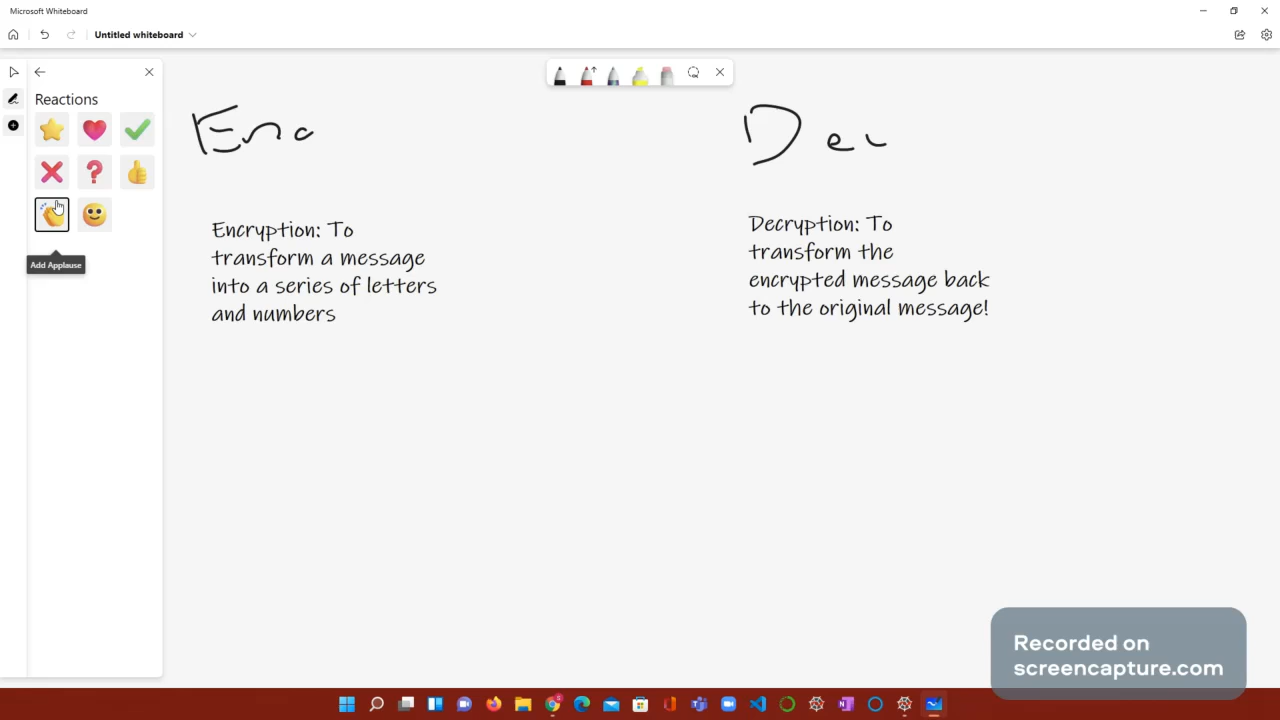 Microsoft Whiteboard
Untitled whiteboard
Reactions
Enc
Dec
Encryption: To
transform a message
into a series of letters
and numbers
Decryption: To
transform the
encrypted message back
to the original message!
Add Applause
Recorded on
screencapture.com